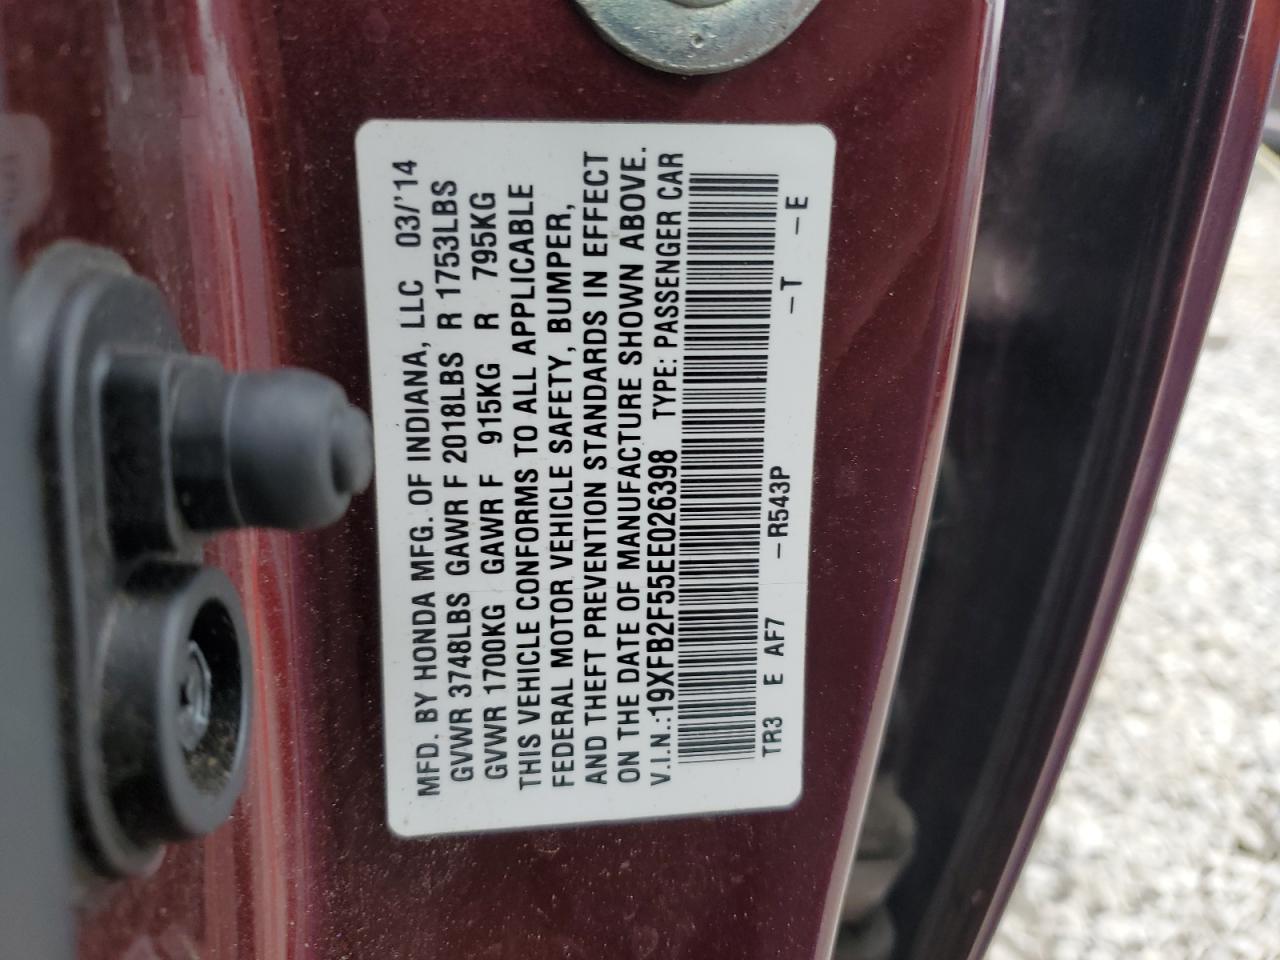 MFD. BY HONDA MFG. OF INDIANA, LLC 03/'14
GVWR 3748LBS GAWR F 2018LBS R 1753LBS
GVWR 1700KG GAWR F 915KG R 795KG
THIS VEHICLE CONFORMS TO ALL APPLICABLE
FEDERAL MOTOR VEHICLE SAFETY, BUMPER,
AND THEFT PREVENTION STANDARDS IN EFFECT
ON THE DATE OF MANUFACTURE SHOWN ABOVE.
V.I.N.:19XFB2F55EE026398 TYPE: PASSENGER CAR
TR3 E AF7 -R543P -T -E